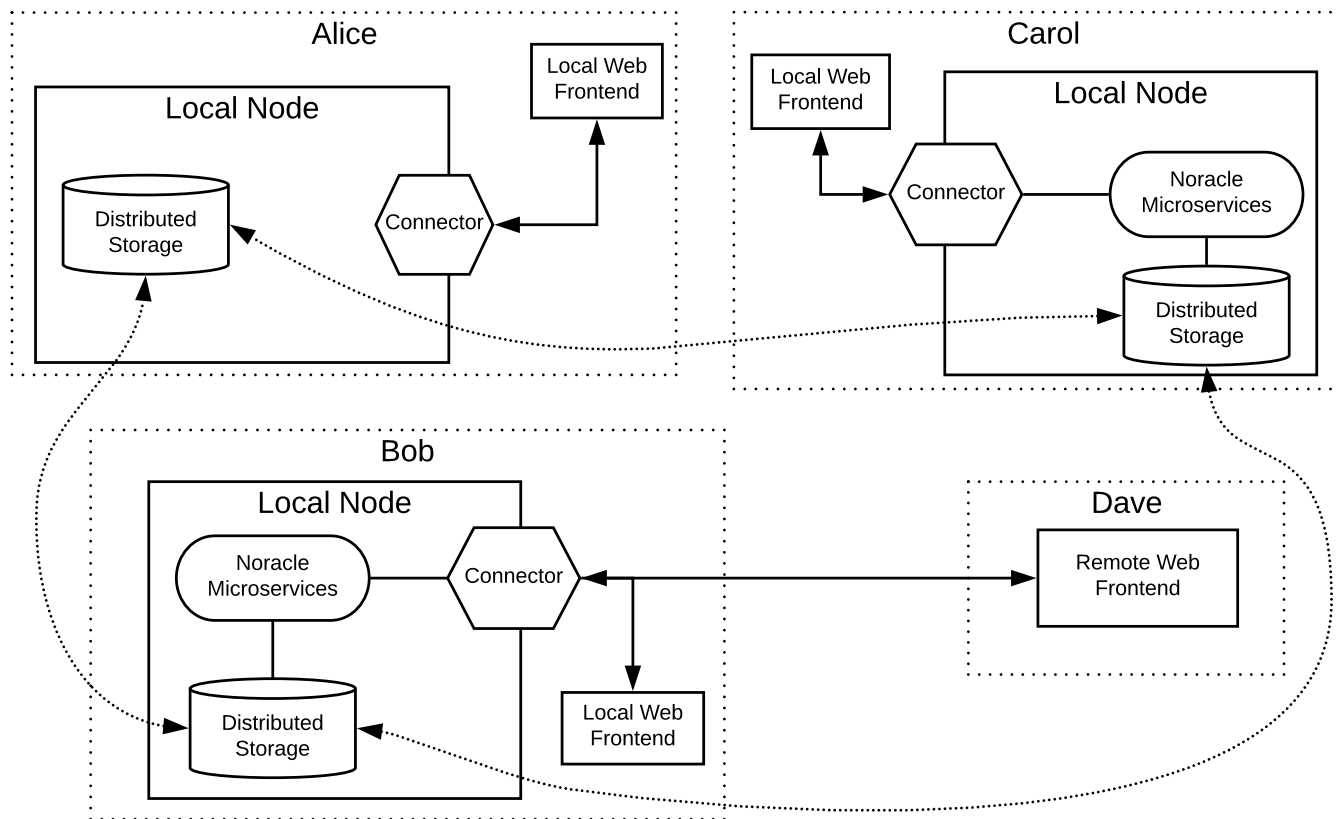 Alice
Local Web
Frontend
Local Node
Distributed
Storage
Connector
Carol
Local Web
Frontend
Local Node
Connector
Noracle
Microservices
Distributed
Storage
Bob
Local Node
Noracle
Microservices
Connector
Distributed
Storage
Local Web
Frontend
Dave
Remote Web
Frontend